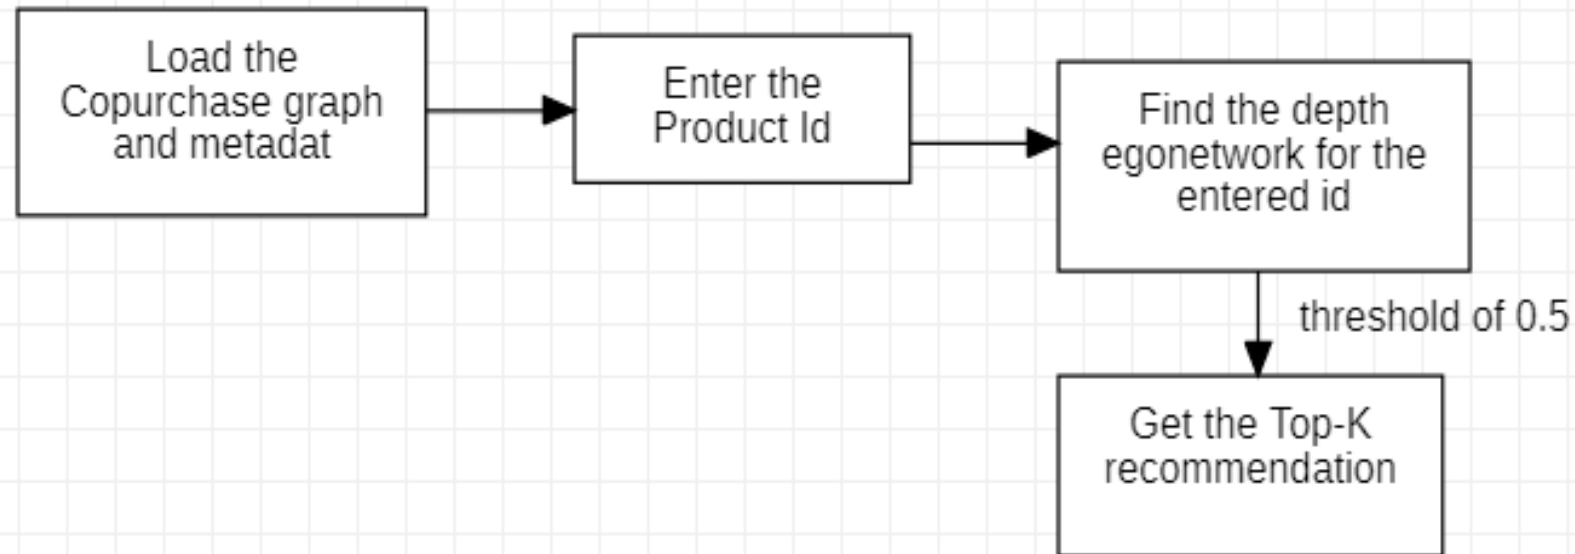 Load the
Copurchase graph
and metadat
Enter the
Product Id
Find the depth
egonetwork for the
entered id
threshold of 0.5
Get the Top-K
recommendation